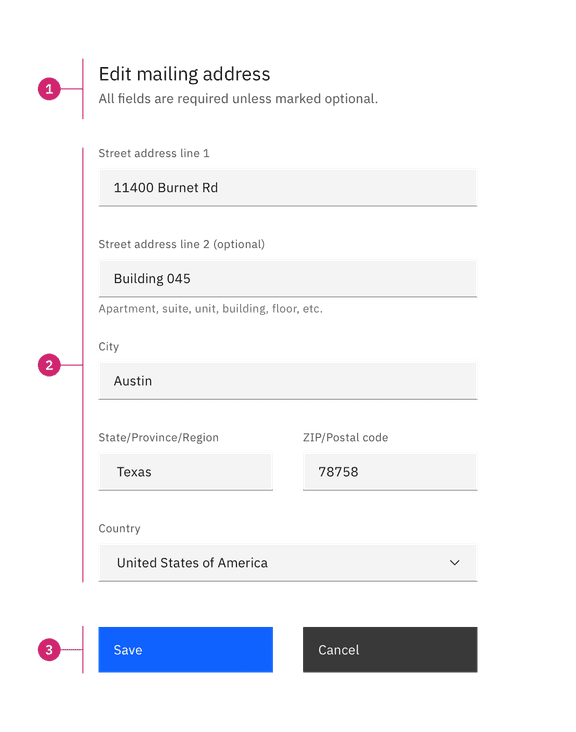 1
Edit mailing address
All fields are required unless marked optional.
Street address line 1
11400 Burnet Rd
Street address line 2 (optional)
Building 045
Apartment, suite, unit, building, floor, etc.
2
City
Austin
State/Province/Region ZIP/Postal code
Texas 78758
Country
United States of America
3
Save Cancel